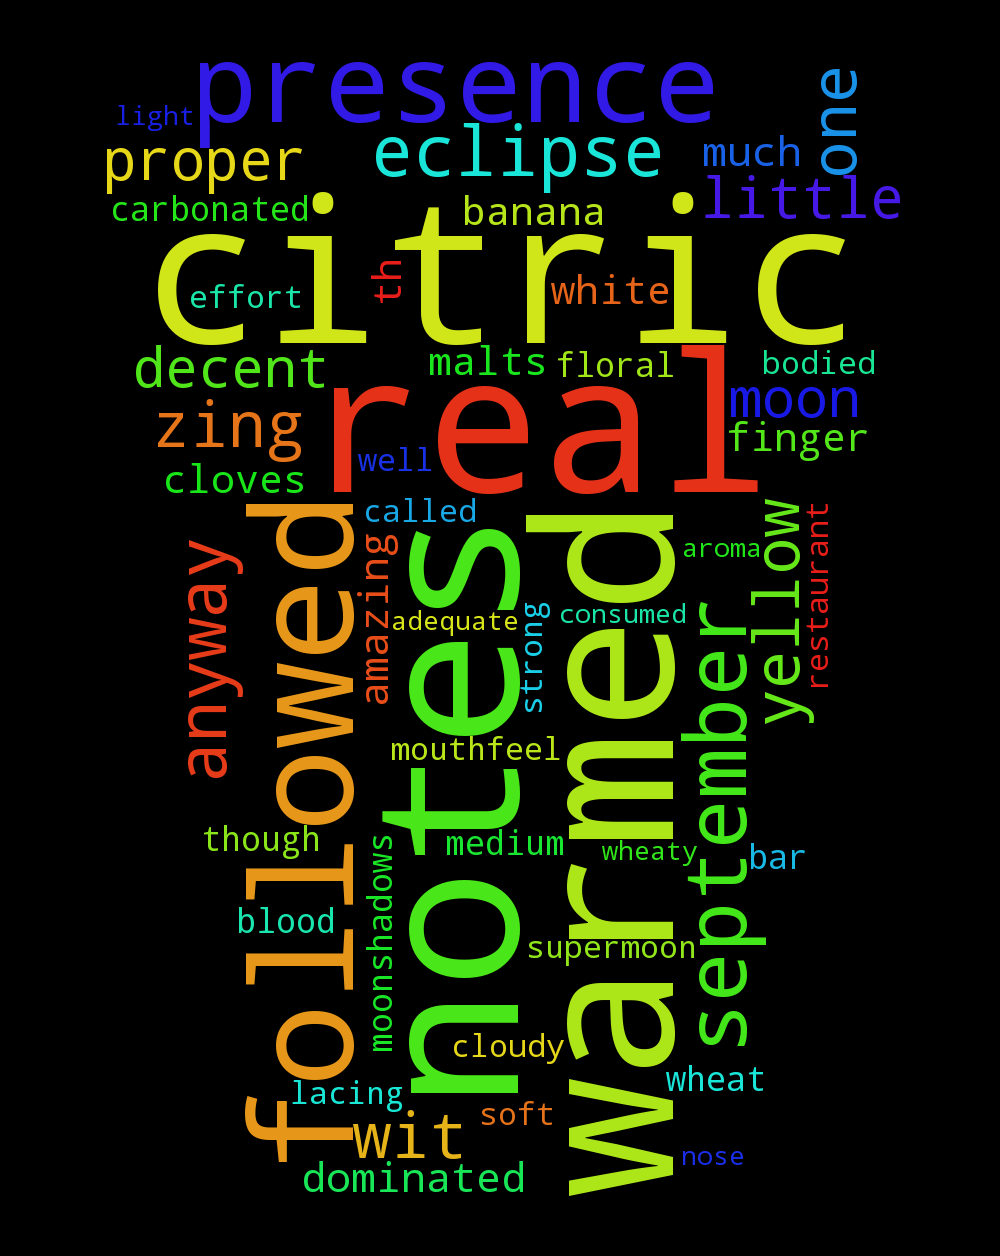 presence
one
light
eclipse
proper
much
little
carbonated
banana
citric
th
effort
white
decent
malts
floral
bodied
real
moon
zing
finger
well
cloves
followed
called
notes
warmed
yellow
restaurant
anyway
amazing
aroma
adequate
strong
consumed
september
mouthfeel
though
moonshadows
medium
wheaty
bar
blood
supermoon
cloudy
wheat
lacing
wit
soft
nose
dominated